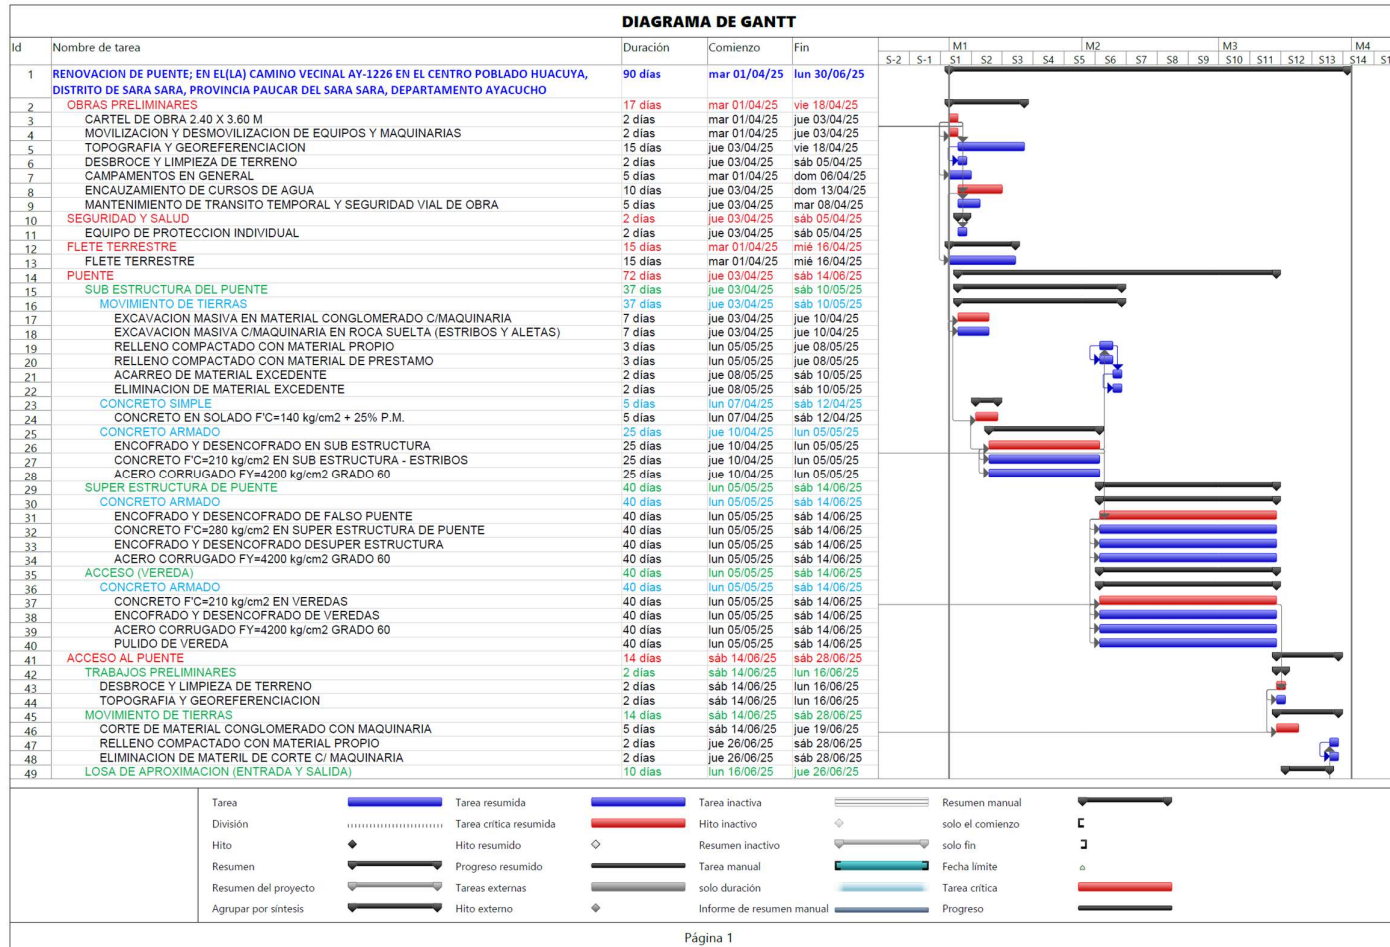 DIAGRAMA DE GANTT
Id Nombre de tarea Duración Comienzo Fin M1 M2 M3 M4
S-2 S-1 S1 S2 S3 S4 S5 S6 S7 S8 S9 S10 S11 S12 S13 S14 S1
1 RENOVACION DE PUENTE; EN EL(LA) CAMINO VECINAL AY-1226 EN EL CENTRO POBLADO HUACUYA, 90 días mar 01/04/25 lun 30/06/25
DISTRITO DE SARA SARA, PROVINCIA PAUCAR DEL SARA SARA, DEPARTAMENTO AYACUCHO
2 OBRAS PRELIMINARES 17 días mar 01/04/25 vie 18/04/25
3 CARTEL DE OBRA 2.40 X 3.60 M 2 días mar 01/04/25 jue 03/04/25
4 MOVILIZACION Y DESMOVILIZACION DE EQUIPOS Y MAQUINARIAS 2 días mar 01/04/25 jue 03/04/25
5 TOPOGRAFIA Y GEOREFERENCIACION 15 días jue 03/04/25 vie 18/04/25
6 DESBROCE Y LIMPIEZA DE TERRENO 2 días jue 03/04/25 sáb 05/04/25
7 CAMPAMENTOS EN GENERAL 5 días mar 01/04/25 dom 06/04/25
8 ENCAUZAMIENTO DE CURSOS DE AGUA 10 días jue 03/04/25 dom 13/04/25
9 MANTENIMIENTO DE TRANSITO TEMPORAL Y SEGURIDAD VIAL DE OBRA 5 días jue 03/04/25 mar 08/04/25
10 SEGURIDAD Y SALUD 2 días jue 03/04/25 sáb 05/04/25
11 EQUIPO DE PROTECCION INDIVIDUAL 2 días jue 03/04/25 sáb 05/04/25
12 FLETE TERRESTRE 15 días mar 01/04/25 mié 16/04/25
13 FLETE TERRESTRE 15 días mar 01/04/25 mié 16/04/25
14 PUENTE 72 días jue 03/04/25 sáb 14/06/25
15 SUB ESTRUCTURA DEL PUENTE 37 días jue 03/04/25 sáb 10/05/25
16 MOVIMIENTO DE TIERRAS 37 días jue 03/04/25 sáb 10/05/25
17 EXCAVACION MASIVA EN MATERIAL CONGLOMERADO C/MAQUINARIA 7 días jue 03/04/25 jue 10/04/25
18 EXCAVACION MASIVA C/MAQUINARIA EN ROCA SUELTA (ESTRIBOS Y ALETAS) 7 días jue 03/04/25 jue 10/04/25
19 RELLENO COMPACTADO CON MATERIAL PROPIO 3 días lun 05/05/25 jue 08/05/25
20 RELLENO COMPACTADO CON MATERIAL DE PRESTAMO 3 días lun 05/05/25 jue 08/05/25
21 ACARREO DE MATERIAL EXCEDENTE 2 días jue 08/05/25 sáb 10/05/25
22 ELIMINACION DE MATERIAL EXCEDENTE 2 días jue 08/05/25 sáb 10/05/25
23 CONCRETO SIMPLE 5 días lun 07/04/25 sáb 12/04/25
24 CONCRETO EN SOLADO F'C=140 kg/cm2 + 25% P.M. 5 días lun 07/04/25 sáb 12/04/25
25 CONCRETO ARMADO 25 días jue 10/04/25 lun 05/05/25
26 ENCOFRADO Y DESENCOFRADO EN SUB ESTRUCTURA 25 días jue 10/04/25 lun 05/05/25
27 CONCRETO F'C=210 kg/cm2 EN SUB ESTRUCTURA - ESTRIBOS 25 días jue 10/04/25 lun 05/05/25
28 ACERO CORRUGADO FY=4200 kg/cm2 GRADO 60 25 días jue 10/04/25 lun 05/05/25
29 SUPER ESTRUCTURA DE PUENTE 40 días lun 05/05/25 sáb 14/06/25
30 CONCRETO ARMADO 40 días lun 05/05/25 sáb 14/06/25
31 ENCOFRADO Y DESENCOFRADO DE FALSO PUENTE 40 días lun 05/05/25 sáb 14/06/25
32 CONCRETO F'C=280 kg/cm2 EN SUPER ESTRUCTURA DE PUENTE 40 días lun 05/05/25 sáb 14/06/25
33 ENCOFRADO Y DESENCOFRADO DESUPER ESTRUCTURA 40 días lun 05/05/25 sáb 14/06/25
34 ACERO CORRUGADO FY=4200 kg/cm2 GRADO 60 40 días lun 05/05/25 sáb 14/06/25
35 ACCESO (VEREDA) 40 días lun 05/05/25 sáb 14/06/25
36 CONCRETO ARMADO 40 días lun 05/05/25 sáb 14/06/25
37 CONCRETO F'C=210 kg/cm2 EN VEREDAS 40 días lun 05/05/25 sáb 14/06/25
38 ENCOFRADO Y DESENCOFRADO DE VEREDAS 40 días lun 05/05/25 sáb 14/06/25
39 ACERO CORRUGADO FY=4200 kg/cm2 GRADO 60 40 días lun 05/05/25 sáb 14/06/25
40 PULIDO DE VEREDA 40 días lun 05/05/25 sáb 14/06/25
41 ACCESO AL PUENTE 14 días sáb 14/06/25 sáb 28/06/25
42 TRABAJOS PRELIMINARES 2 días sáb 14/06/25 lun 16/06/25
43 DESBROCE Y LIMPIEZA DE TERRENO 2 días sáb 14/06/25 lun 16/06/25
44 TOPOGRAFIA Y GEOREFERENCIACION 2 días sáb 14/06/25 lun 16/06/25
45 MOVIMIENTO DE TIERRAS 14 días sáb 14/06/25 sáb 28/06/25
46 CORTE DE MATERIAL CONGLOMERADO CON MAQUINARIA 5 días sáb 14/06/25 jue 19/06/25
47 RELLENO COMPACTADO CON MATERIAL PROPIO 2 días jue 26/06/25 sáb 28/06/25
48 ELIMINACION DE MATERIL DE CORTE C/ MAQUINARIA 2 días jue 26/06/25 sáb 28/06/25
49 LOSA DE APROXIMACION (ENTRADA Y SALIDA) 10 días lun 16/06/25 jue 26/06/25
Tarea Tarea resumida Tarea inactiva Resumen manual
División Tarea crítica resumida Hito inactivo solo el comienzo
Hito Hito resumido Resumen inactivo solo fin
Resumen Progreso resumido Tarea manual Fecha límite
Resumen del proyecto Tareas externas solo duración Tarea crítica
Agrupar por síntesis Hito externo Informe de resumen manual Progreso
Página 1